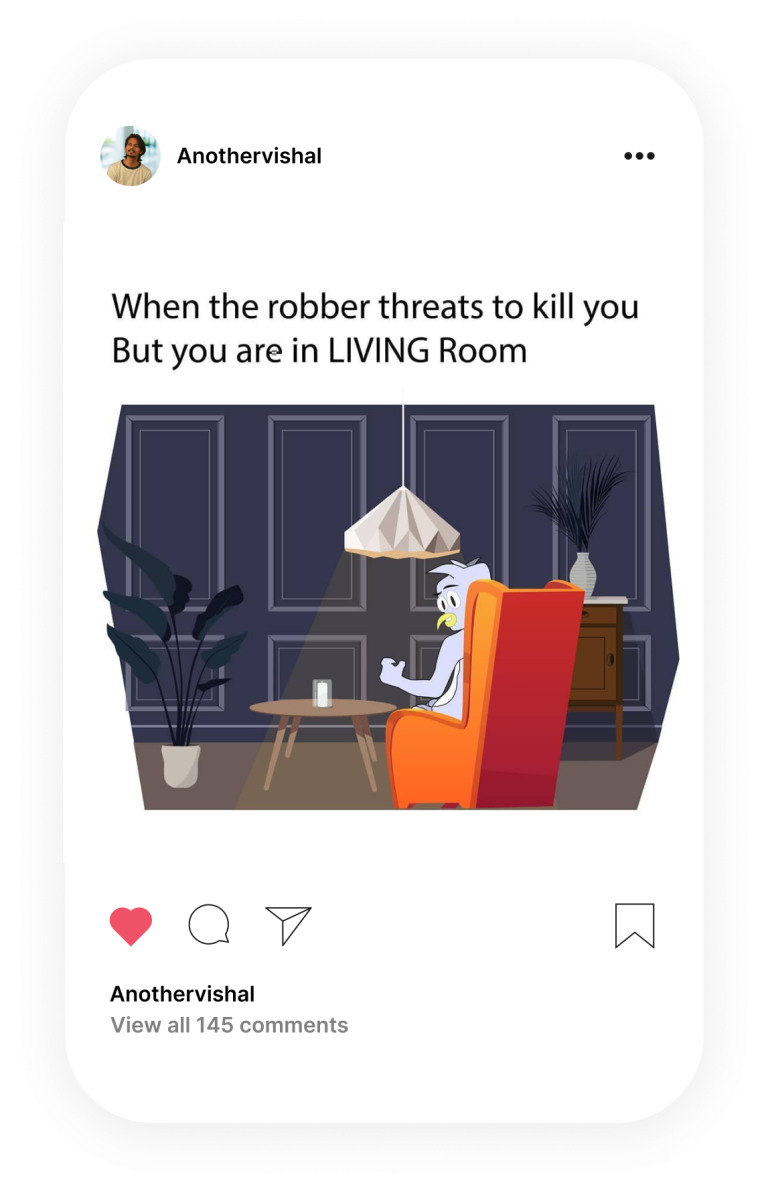 Anothervishal
When the robber threats to kill you
But you are in LIVING Room
Anothervishal
View all 145 comments